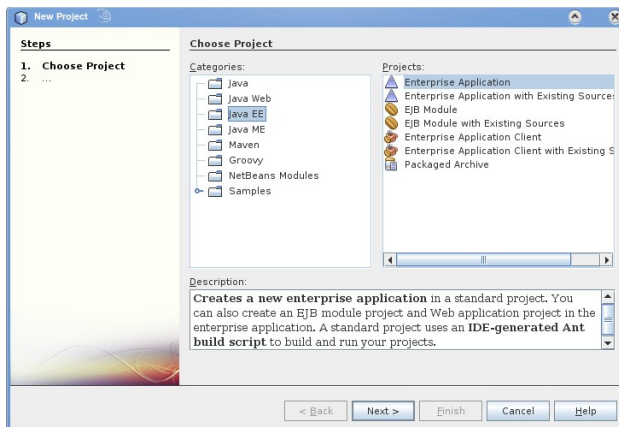 New Project
Steps
1. Choose Project
2. ...
Choose Project
Categories:
Java
Java Web
Java EE
Java ME
Maven
Groovy
NetBeans Modules
Samples
Projects:
Enterprise Application
Enterprise Application with Existing Sources
EJB Module
EJB Module with Existing Sources
Enterprise Application Client
Enterprise Application Client with Existing S
Packaged Archive
Description:
Creates a new enterprise application in a standard project. You
can also create an EJB module project and Web application project in the
enterprise application. A standard project uses an IDE-generated Ant
build script to build and run your projects.
< Back
Next >
Finish
Cancel
Help